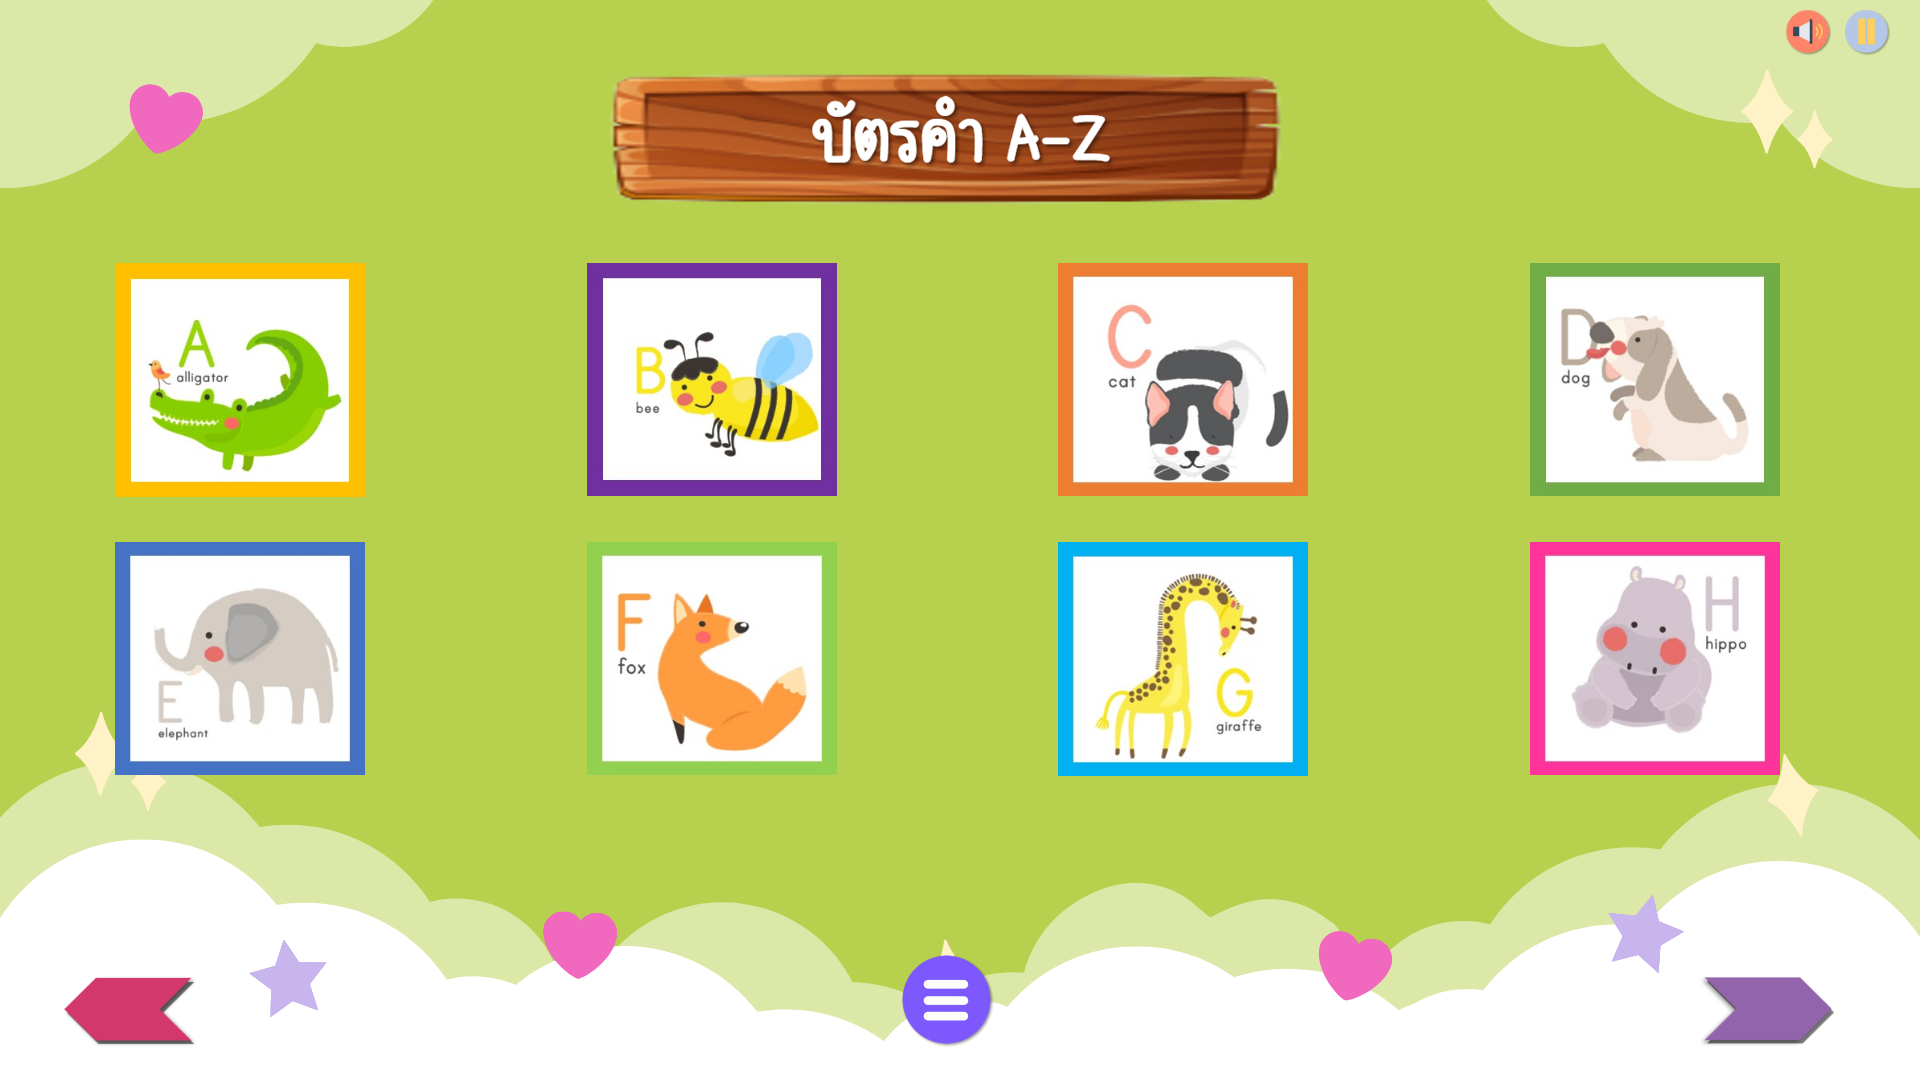 บัตรคำ A-Z
A
alligator
B
bee
C
cat
D
dog
E
elephant
F
fox
G
giraffe
H
hippo